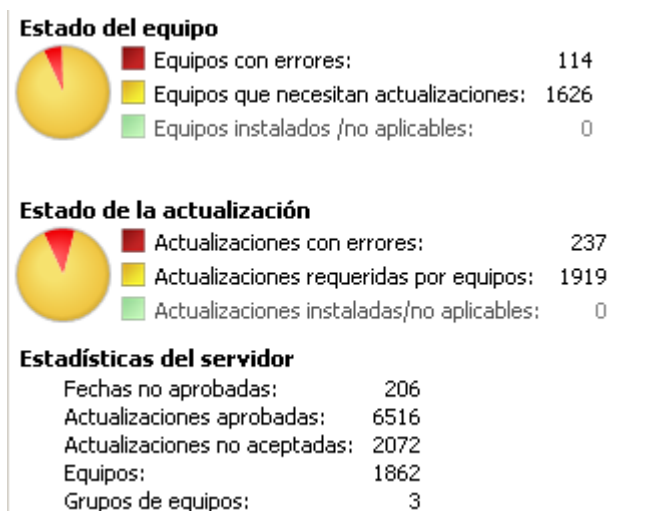 Estado del equipo
Equipos con errores: 114
Equipos que necesitan actualizaciones: 1626
Equipos instalados /no aplicables: 0
Estado de la actualización
Actualizaciones con errores: 237
Actualizaciones requeridas por equipos: 1919
Actualizaciones instaladas/no aplicables: 0
Estadísticas del servidor
Fechas no aprobadas: 206
Actualizaciones aprobadas: 6516
Actualizaciones no aceptadas: 2072
Equipos: 1862
Grupos de equipos: 3